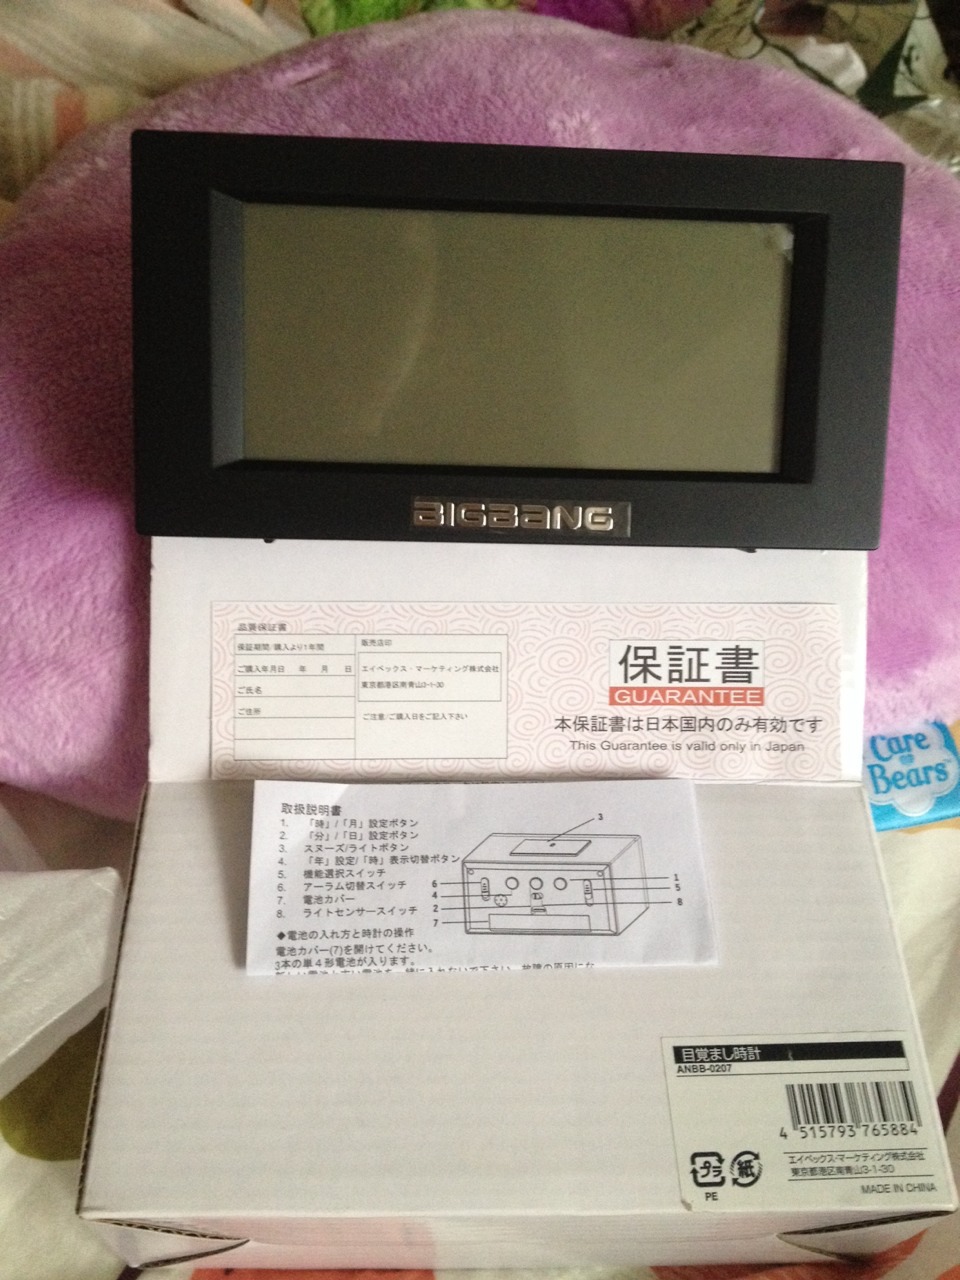 BIGBANG
品質保証書
保証期間/購入より1年間
ご購入年月日 年 月 日
ご氏名
ご住所
販売店印
エイベックス・マーケティング株式会社
東京都港区南青山3-1-30
ご注意/ご購入日をご記入下さい
保証書
GUARANTEE
本保証書は日本国内のみ有効です
This Guarantee is valid only in Japan
Care
Bears
取扱説明書
1. 「時」/「月」設定ボタン
2. 「分」/「日」設定ボタン
3. スヌーズ/ライトボタン
4. 「年」設定/「時」表示切替ボタン
5. 機能選択スイッチ
6. アーラム切替スイッチ
7. 電池カバー
8. ライトセンサースイッチ
3
6
4
2
7
1
5
8
◆電池の入れ方と時計の操作
電池カバー(7)を開けてください。
3本の単4形電池が入ります。
目覚まし時計
ANBB-0207
4 515793 765884
プラ
PE
紙
エイベックス・マーケティング株式会社
東京都港区南青山3-1-30
MADE IN CHINA